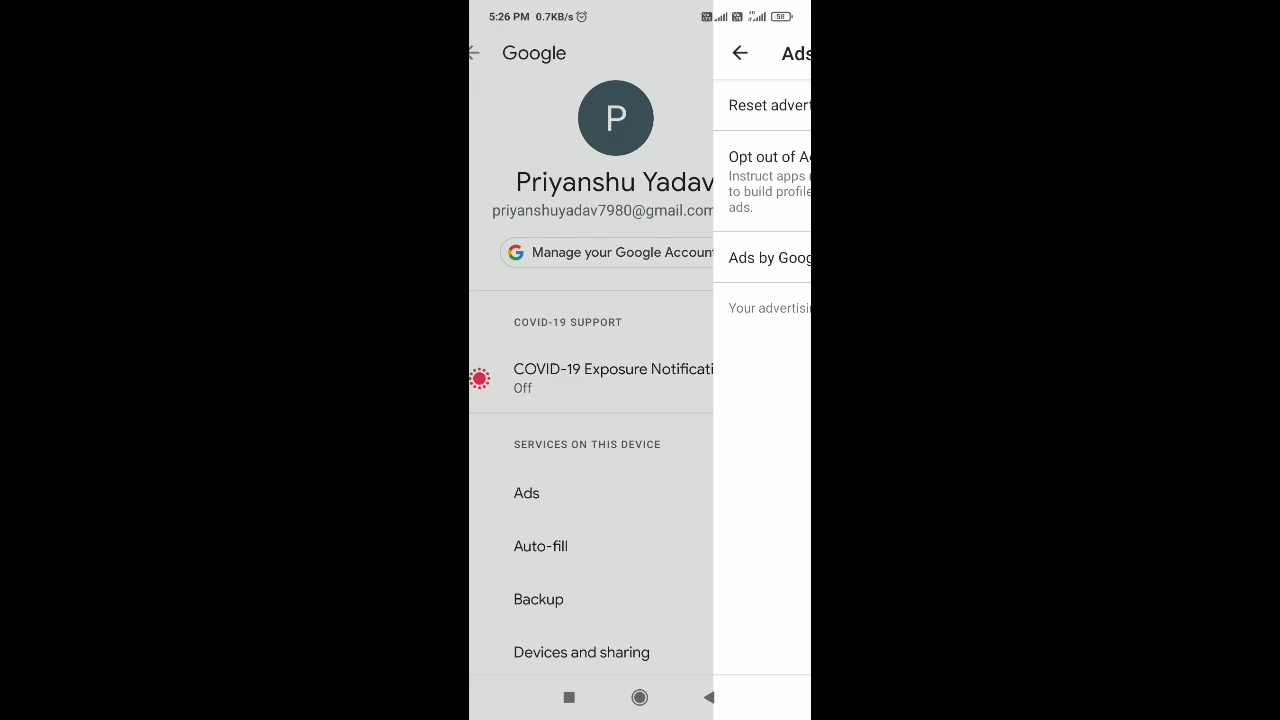 5:26 PM 0.7KB/s
58
Google
P
Priyanshu Yadav
priyanshuyadav7980@gmail.com
Manage your Google Accoun
COVID-19 SUPPORT
COVID-19 Exposure Notificati
Off
SERVICES ON THIS DEVICE
Ads
Auto-fill
Backup
Devices and sharing
Ads
Reset advert
Opt out of A
Instruct apps
to build profile
ads.
Ads by Goog
Your advertisi